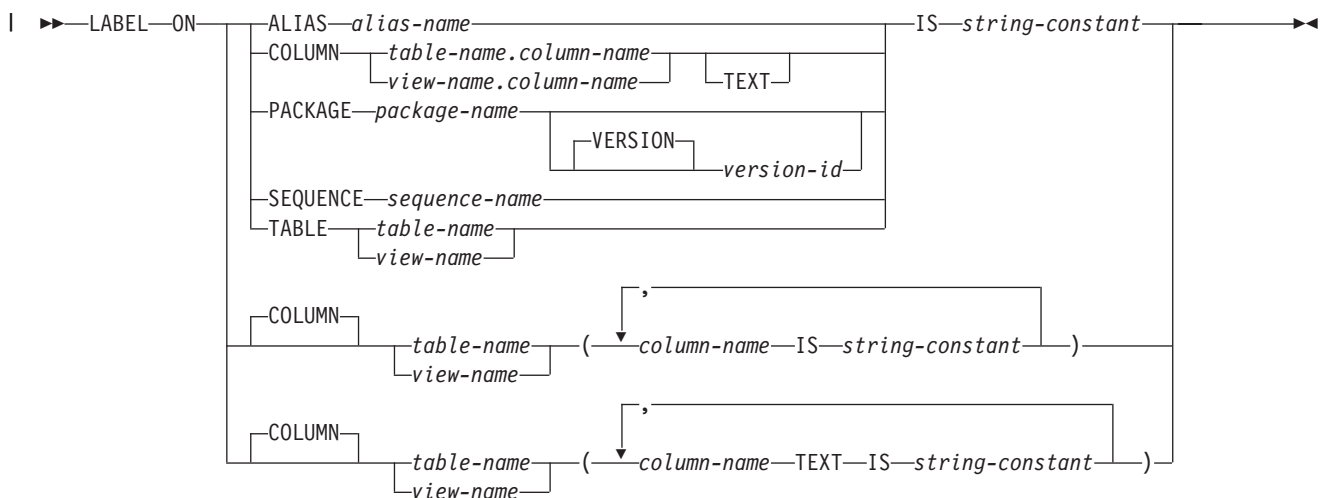 | LABEL ON ALIAS alias-name IS string-constant
COLUMN table-name.column-name
view-name.column-name TEXT
PACKAGE package-name
VERSION
version-id
SEQUENCE sequence-name
TABLE table-name
view-name
,
COLUMN
table-name ( column-name IS string-constant )
view-name
,
COLUMN
table-name ( column-name TEXT IS string-constant )
view-name